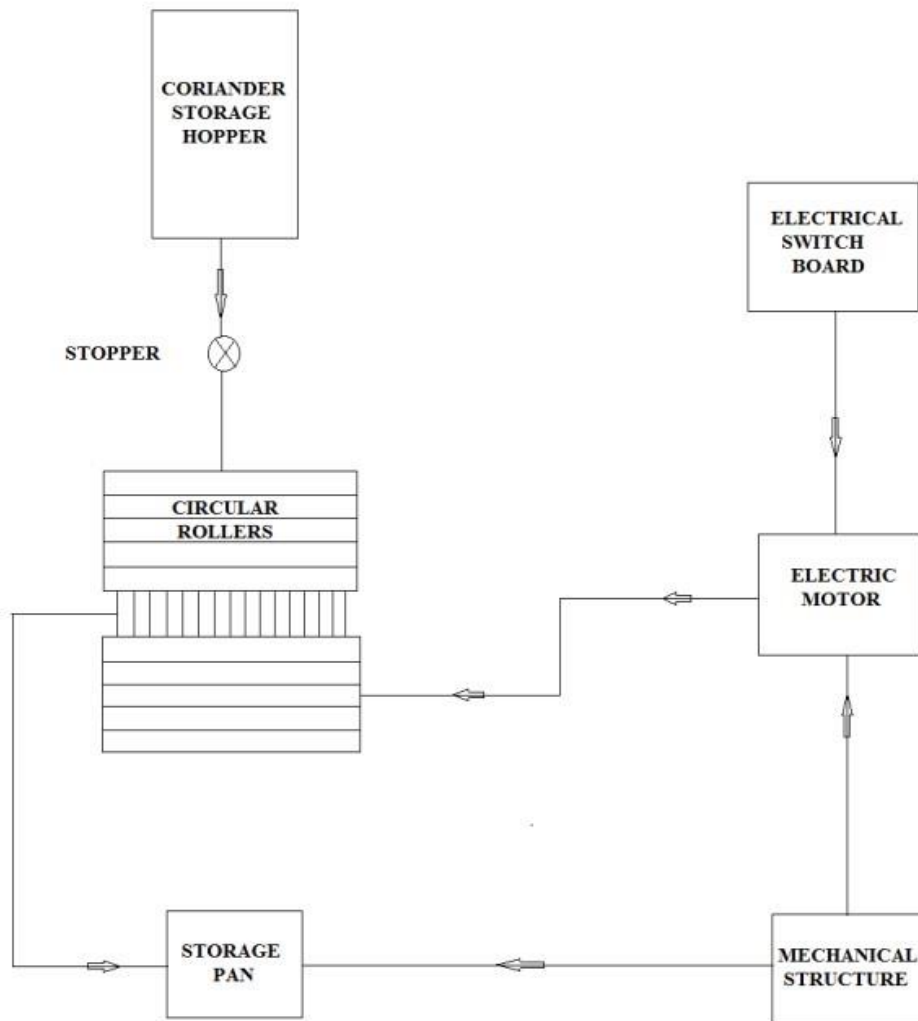 CORIANDER
STORAGE
HOPPER
ELECTRICAL
SWITCH
BOARD
STOPPER
CIRCULAR
ROLLERS
ELECTRIC
MOTOR
STORAGE
PAN
MECHANICAL
STRUCTURE